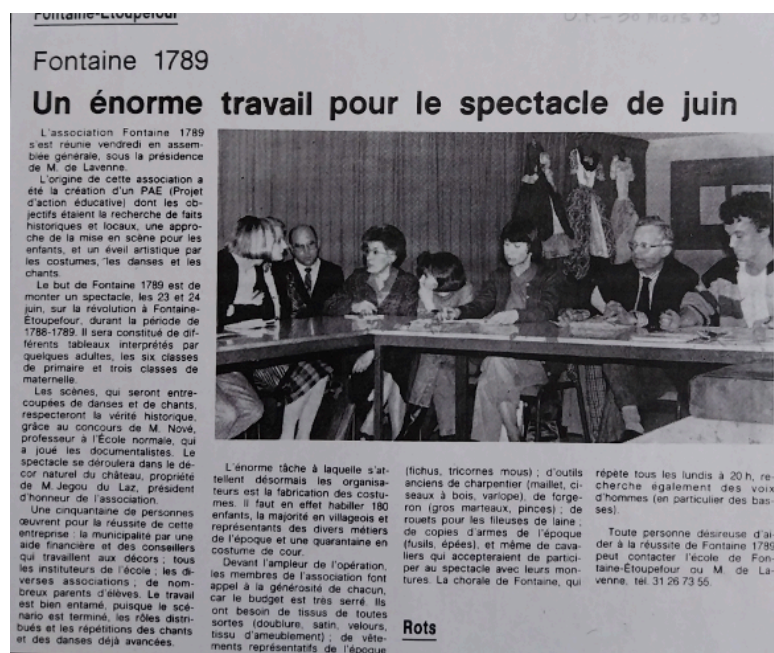 Fontaine-Étoupefour
O.F. - 30 Mars 89
Fontaine 1789
Un énorme travail pour le spectacle de juin
L'association Fontaine 1789
s'est réunie vendredi en assem-
blée générale, sous la présidence
de M. de Lavenne.
L'origine de cette association a
été la création d'un PAE (Projet
d'action éducative) dont les ob-
jectifs étaient la recherche de faits
historiques et locaux, une appro-
che de la mise en scène pour les
enfants, et un éveil artistique par
les costumes, les danses et les
chants.
Le but de Fontaine 1789 est de
monter un spectacle, les 23 et 24
juin, sur la révolution à Fontaine-
Étoupefour, durant la période de
1788-1789. Il sera constitué de dif-
férents tableaux interprétés par
quelques adultes, les six classes
de primaire et trois classes de
maternelle.
Les scènes, qui seront entre-
coupées de danses et de chants,
respecteront la vérité historique,
grâce au concours de M. Nové,
professeur à l'École normale, qui
a joué les documentalistes. Le
spectacle se déroulera dans le dé-
cor naturel du château, propriété
de M. Jegou du Laz, président
d'honneur de l'association.
Une cinquantaine de personnes
œuvrent pour la réussite de cette
entreprise : la municipalité par une
aide financière et des conseillers
qui travaillent aux décors ; tous
les instituteurs de l'école ; les di-
verses associations ; de nom-
breux parents d'élèves. Le travail
est bien entamé, puisque le scé-
nario est terminé, les rôles distri-
bués et les répétitions des chants
et des danses déjà avancées.
L'énorme tâche à laquelle s'at-
tellent désormais les organisa-
teurs est la fabrication des costu-
mes. Il faut en effet habiller 180
enfants, la majorité en villageois et
représentants des divers métiers
de l'époque et une quarantaine en
costume de cour.
Devant l'ampleur de l'opération,
les membres de l'association font
appel à la générosité de chacun,
car le budget est très serré. Ils
ont besoin de tissus de toutes
sortes (doublure, satin, velours,
tissu d'ameublement) ; de vête-
ments représentatifs de l'époque
(fichus, tricornes mous) ; d'outils
anciens de charpentier (maillet, ci-
seaux à bois, varlope), de forge-
ron (gros marteaux, pinces) ; de
rouets pour les fileuses de laine ;
de copies d'armes de l'époque
(fusils, épées), et même de cava-
liers qui accepteraient de partici-
per au spectacle avec leurs mon-
tures. La chorale de Fontaine, qui
répète tous les lundis à 20 h, re-
cherche également des voix
d'hommes (en particulier des bas-
ses).
Toute personne désireuse d'ai-
der à la réussite de Fontaine 1789
peut contacter l'école de Fon-
taine-Étoupefour ou M. de La-
venne, tél. 31 26 73 55.
Rots